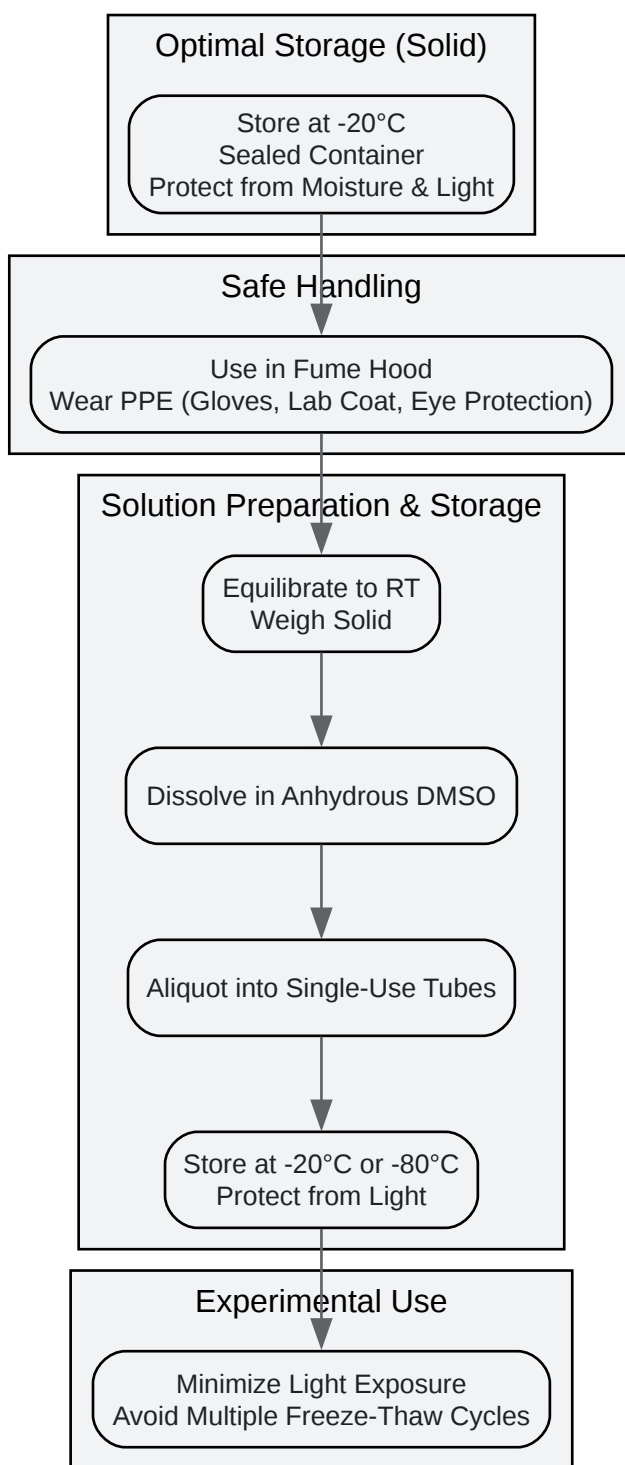 Optimal Storage (Solid)
Store at -20°C
Sealed Container
Protect from Moisture & Light
Safe Handling
Use in Fume Hood
Wear PPE (Gloves, Lab Coat, Eye Protection)
Solution Preparation & Storage
Equilibrate to RT
Weigh Solid
Dissolve in Anhydrous DMSO
Aliquot into Single-Use Tubes
Store at -20°C or -80°C
Protect from Light
Experimental Use
Minimize Light Exposure
Avoid Multiple Freeze-Thaw Cycles